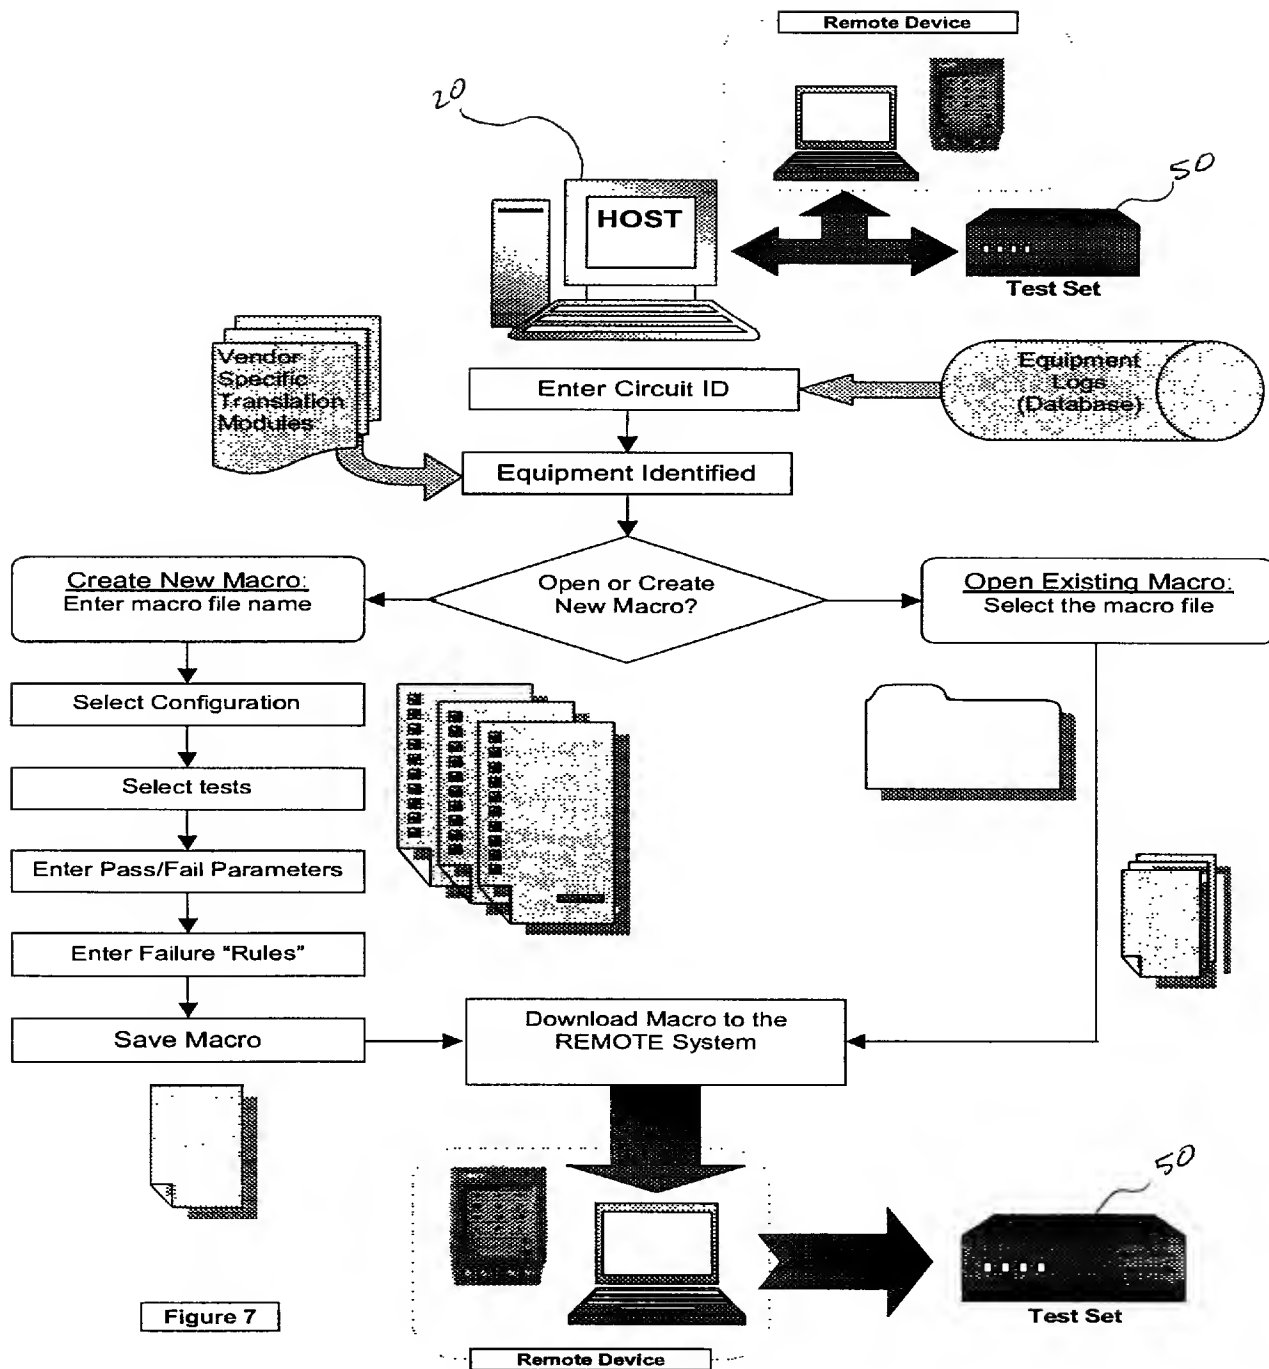 Remote Device
20
50
HOST
Test Set
Vendor
Specific
Translation
Modules
Enter Circuit ID
Equipment
Logs
(Database)
Equipment Identified
Create New Macro:
Enter macro file name
Open or Create
New Macro?
Open Existing Macro:
Select the macro file
Select Configuration
Select tests
Enter Pass/Fail Parameters
Enter Failure “Rules”
Save Macro
Download Macro to the
REMOTE System
50
Test Set
Figure 7
Remote Device